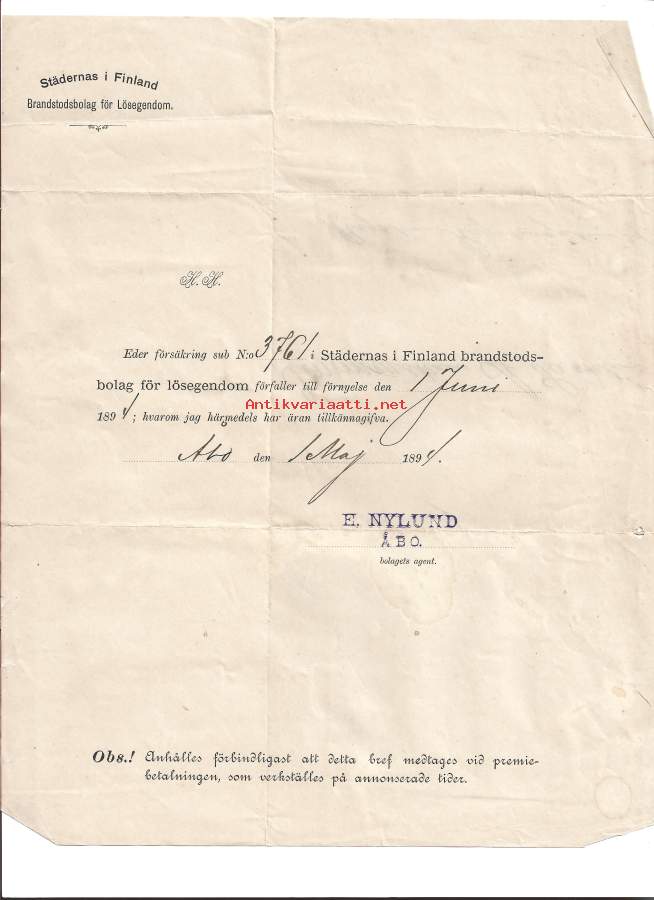 Städernas i Finland
Brandstodsbolag för Lösegendom.
H. H.
Eder försäkring sub N:o 3761 i Städernas i Finland brandstods-
bolag för lösegendom förfaller till förnyelse den 1 Juni
Antikvariaatti.net
1894; hvarom jag härmedels har äran tillkännagifva.
Åbo den 1 Maj 1894.
E. NYLUND
ÅBO.
bolagets agent.
Obs.! Anhålles förbindligast att detta bref medtages vid premie-
betalningen, som verkställes på annonserade tider.